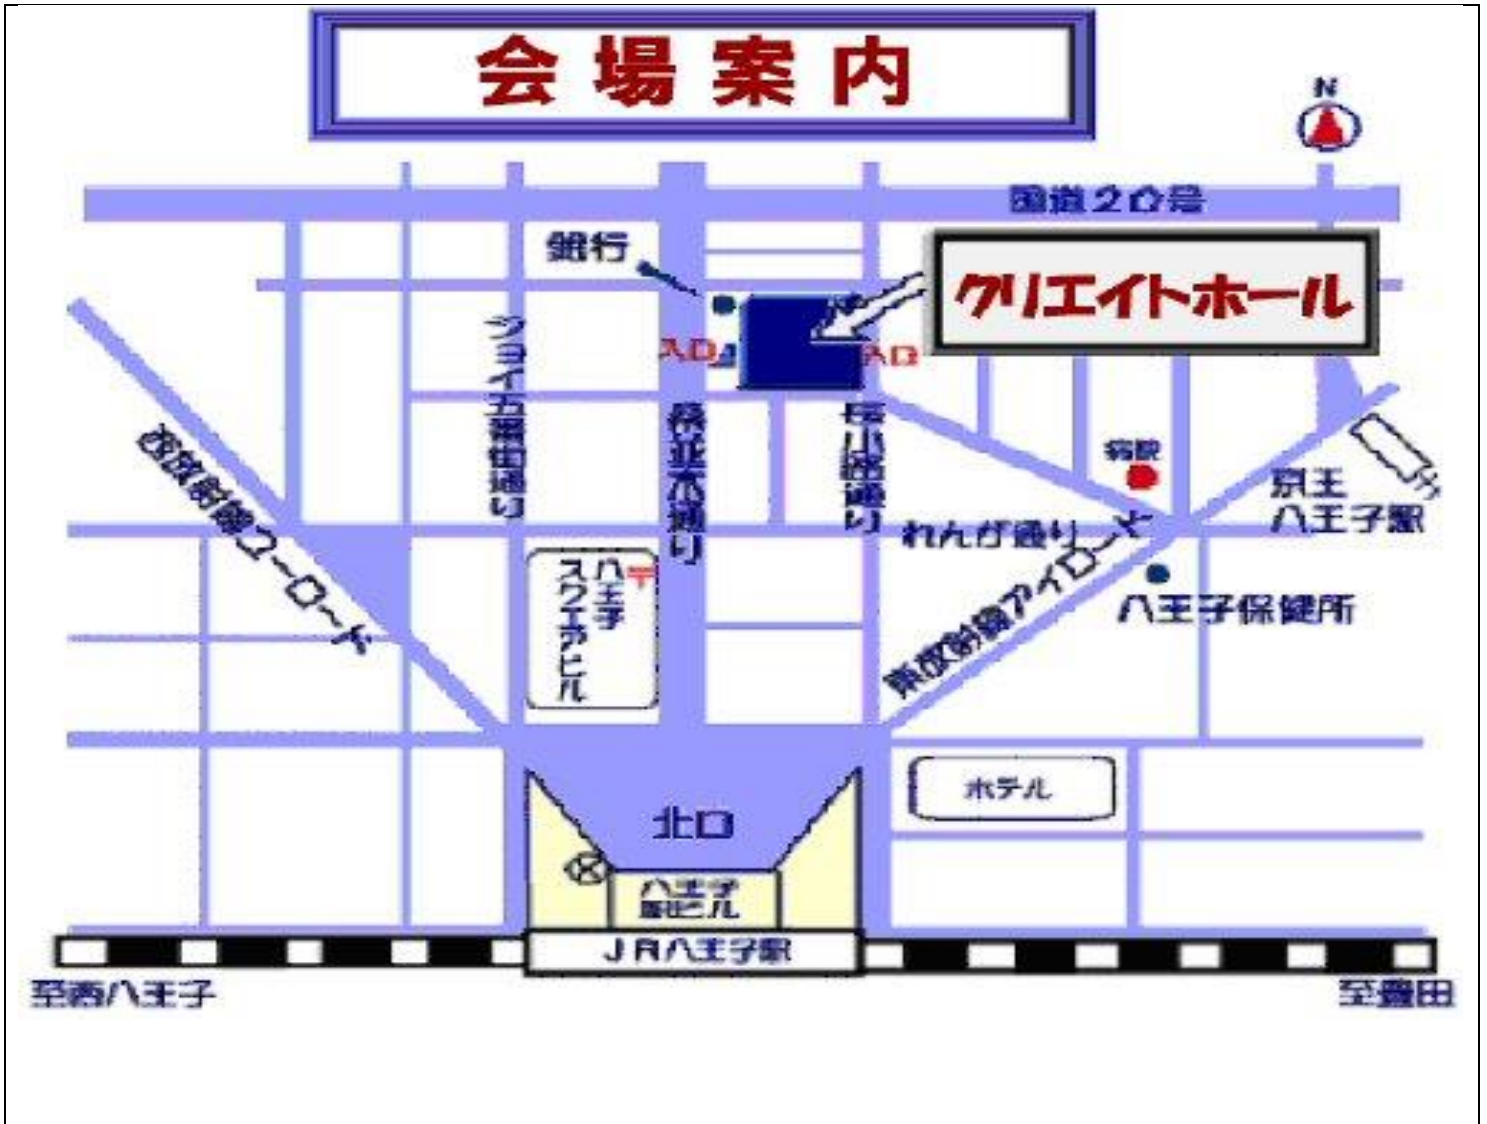 会場案内
N
国道20号
銀行
クリエイトホール
入口
入口
ジョイ五番街通り
桑並木通り
桜小路通り
西放射線ユーロード
病院
京王
八王子駅
れんが通り
東放射線アイロード
八王子保健所
八王子
スクエアビル
〒
ホテル
北口
八王子
駅ビル
JR八王子駅
至西八王子
至豊田